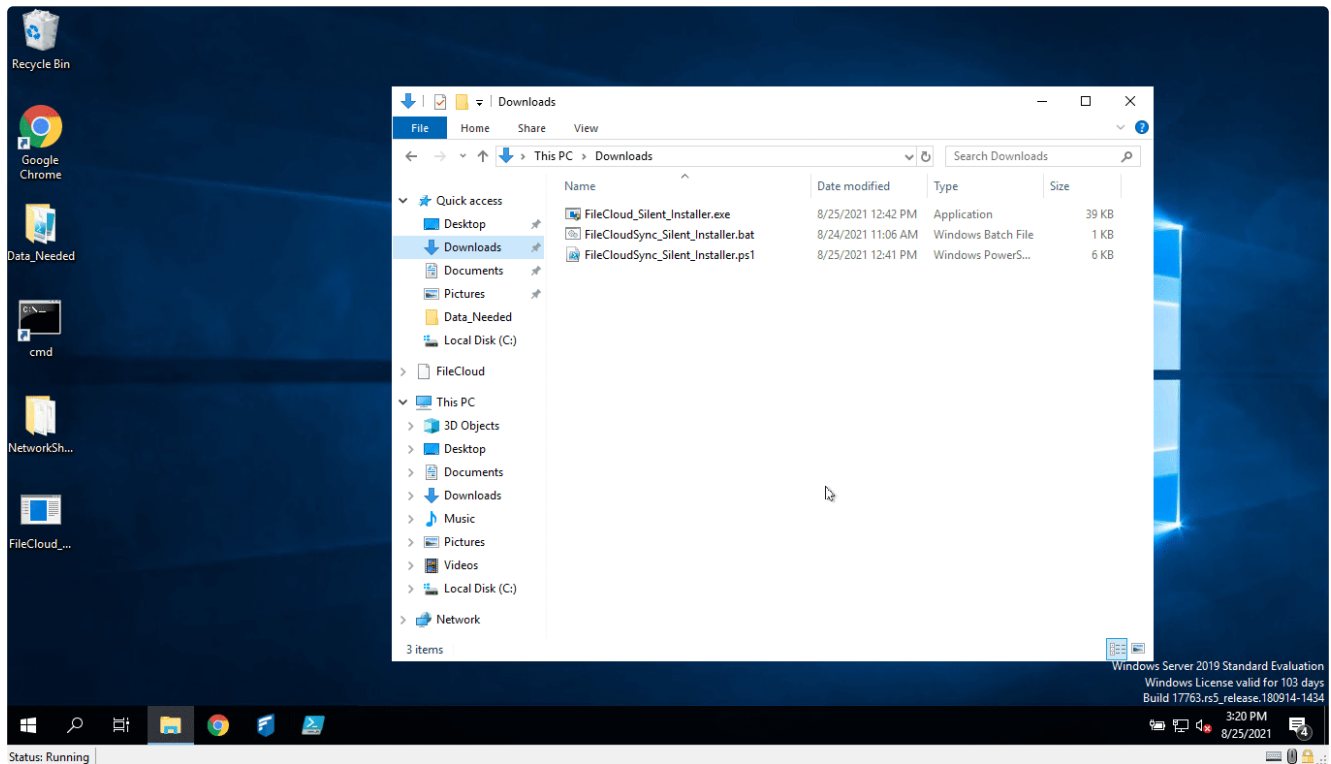 Recycle Bin
Google
Chrome
Data_Needed
C:\_
cmd
NetworkSh...
FileCloud_...
Downloads
File Home Share View
This PC Downloads
Search Downloads
Name Date modified Type Size
Quick access
Desktop
Downloads
Documents
Pictures
Data_Needed
Local Disk (C:)
FileCloud
This PC
3D Objects
Desktop
Documents
Downloads
Music
Pictures
Videos
Local Disk (C:)
Network
FileCloud_Silent_Installer.exe 8/25/2021 12:42 PM Application 39 KB
FileCloudSync_Silent_Installer.bat 8/24/2021 11:06 AM Windows Batch File 1 KB
FileCloudSync_Silent_Installer.ps1 8/25/2021 12:41 PM Windows PowerS... 6 KB
3 items
Windows Server 2019 Standard Evaluation
Windows License valid for 103 days
Build 17763.rs5_release.180914-1434
3:20 PM
8/25/2021
4
Status: Running